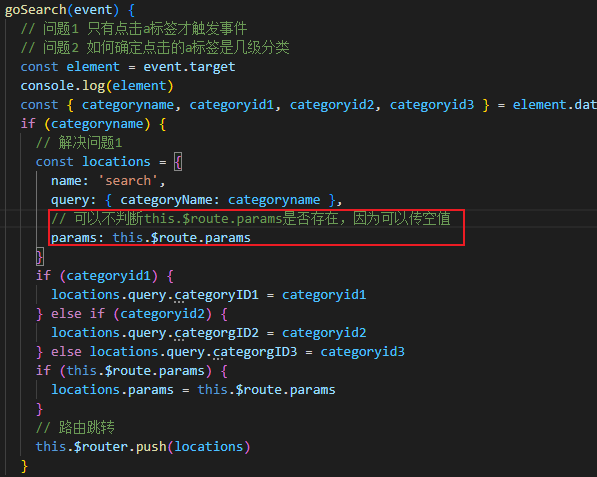 goSearch(event) {
// 问题1 只有点击a标签才触发事件
// 问题2 如何确定点击的a标签是几级分类
const element = event.target
console.log(element)
const { categoryname, categoryid1, categoryid2, categoryid3 } = element.dat
if (categoryname) {
// 解决问题1
const locations = {
name: 'search',
query: { categoryName: categoryname },
// 可以不判断this.$route.params是否存在，因为可以传空值
params: this.$route.params
}
if (categoryid1) {
locations.query.categoryID1 = categoryid1
} else if (categoryid2) {
locations.query.categorgID2 = categoryid2
} else locations.query.categorgID3 = categoryid3
if (this.$route.params) {
locations.params = this.$route.params
}
// 路由跳转
this.$router.push(locations)
}